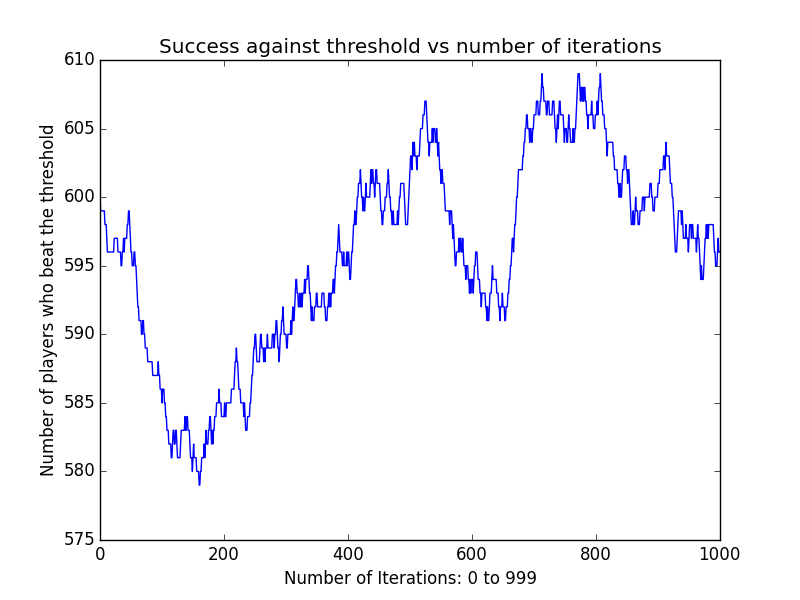 Success against threshold vs number of iterations
610
605
600
595
590
585
580
575
Number of players who beat the threshold
0 200 400 600 800 1000
Number of Iterations: 0 to 999